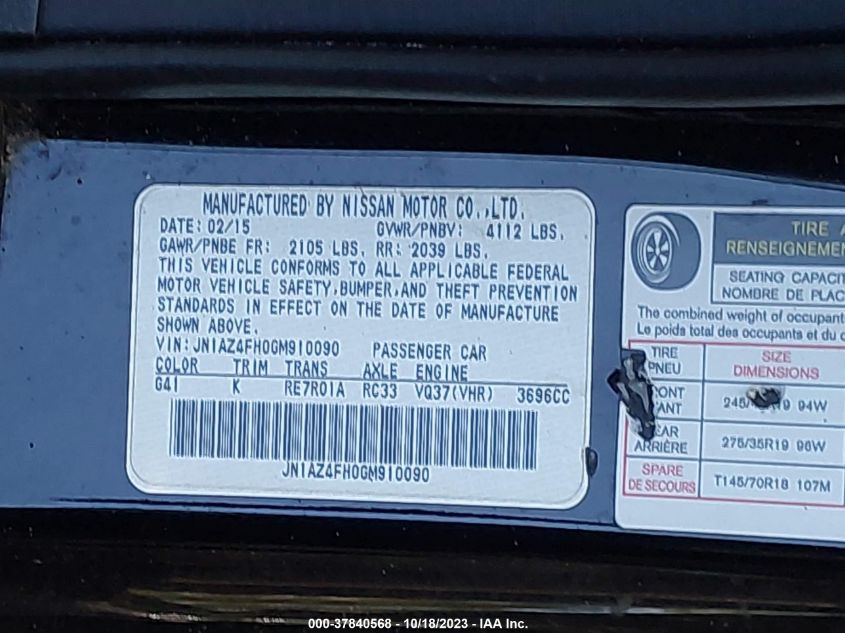 MANUFACTURED BY NISSAN MOTOR CO.,LTD.
DATE: 02/15 GVWR/PNBV: 4112 LBS.
GAWR/PNBE FR: 2105 LBS. RR: 2039 LBS.
THIS VEHICLE CONFORMS TO ALL APPLICABLE FEDERAL
MOTOR VEHICLE SAFETY,BUMPER,AND THEFT PREVENTION
STANDARDS IN EFFECT ON THE DATE OF MANUFACTURE
SHOWN ABOVE.
VIN: JN1AZ4FH0GM910090 PASSENGER CAR
COLOR TRIM TRANS AXLE ENGINE
G41 K RE7R01A RC33 VQ37(VHR) 3696CC
JN1AZ4FH0GM910090
TIRE
RENSEIGNEMEN
SEATING CAPACIT
NOMBRE DE PLAC
The combined weight of occupant
Le poids total des occupants et du
TIRE SIZE
PNEU DIMENSIONS
94W
ARRIÈRE 275/35R19 96W
SPARE
DE SECOURS T145/70R18 107M
000-37840568 - 10/18/2023 - IAA Inc.